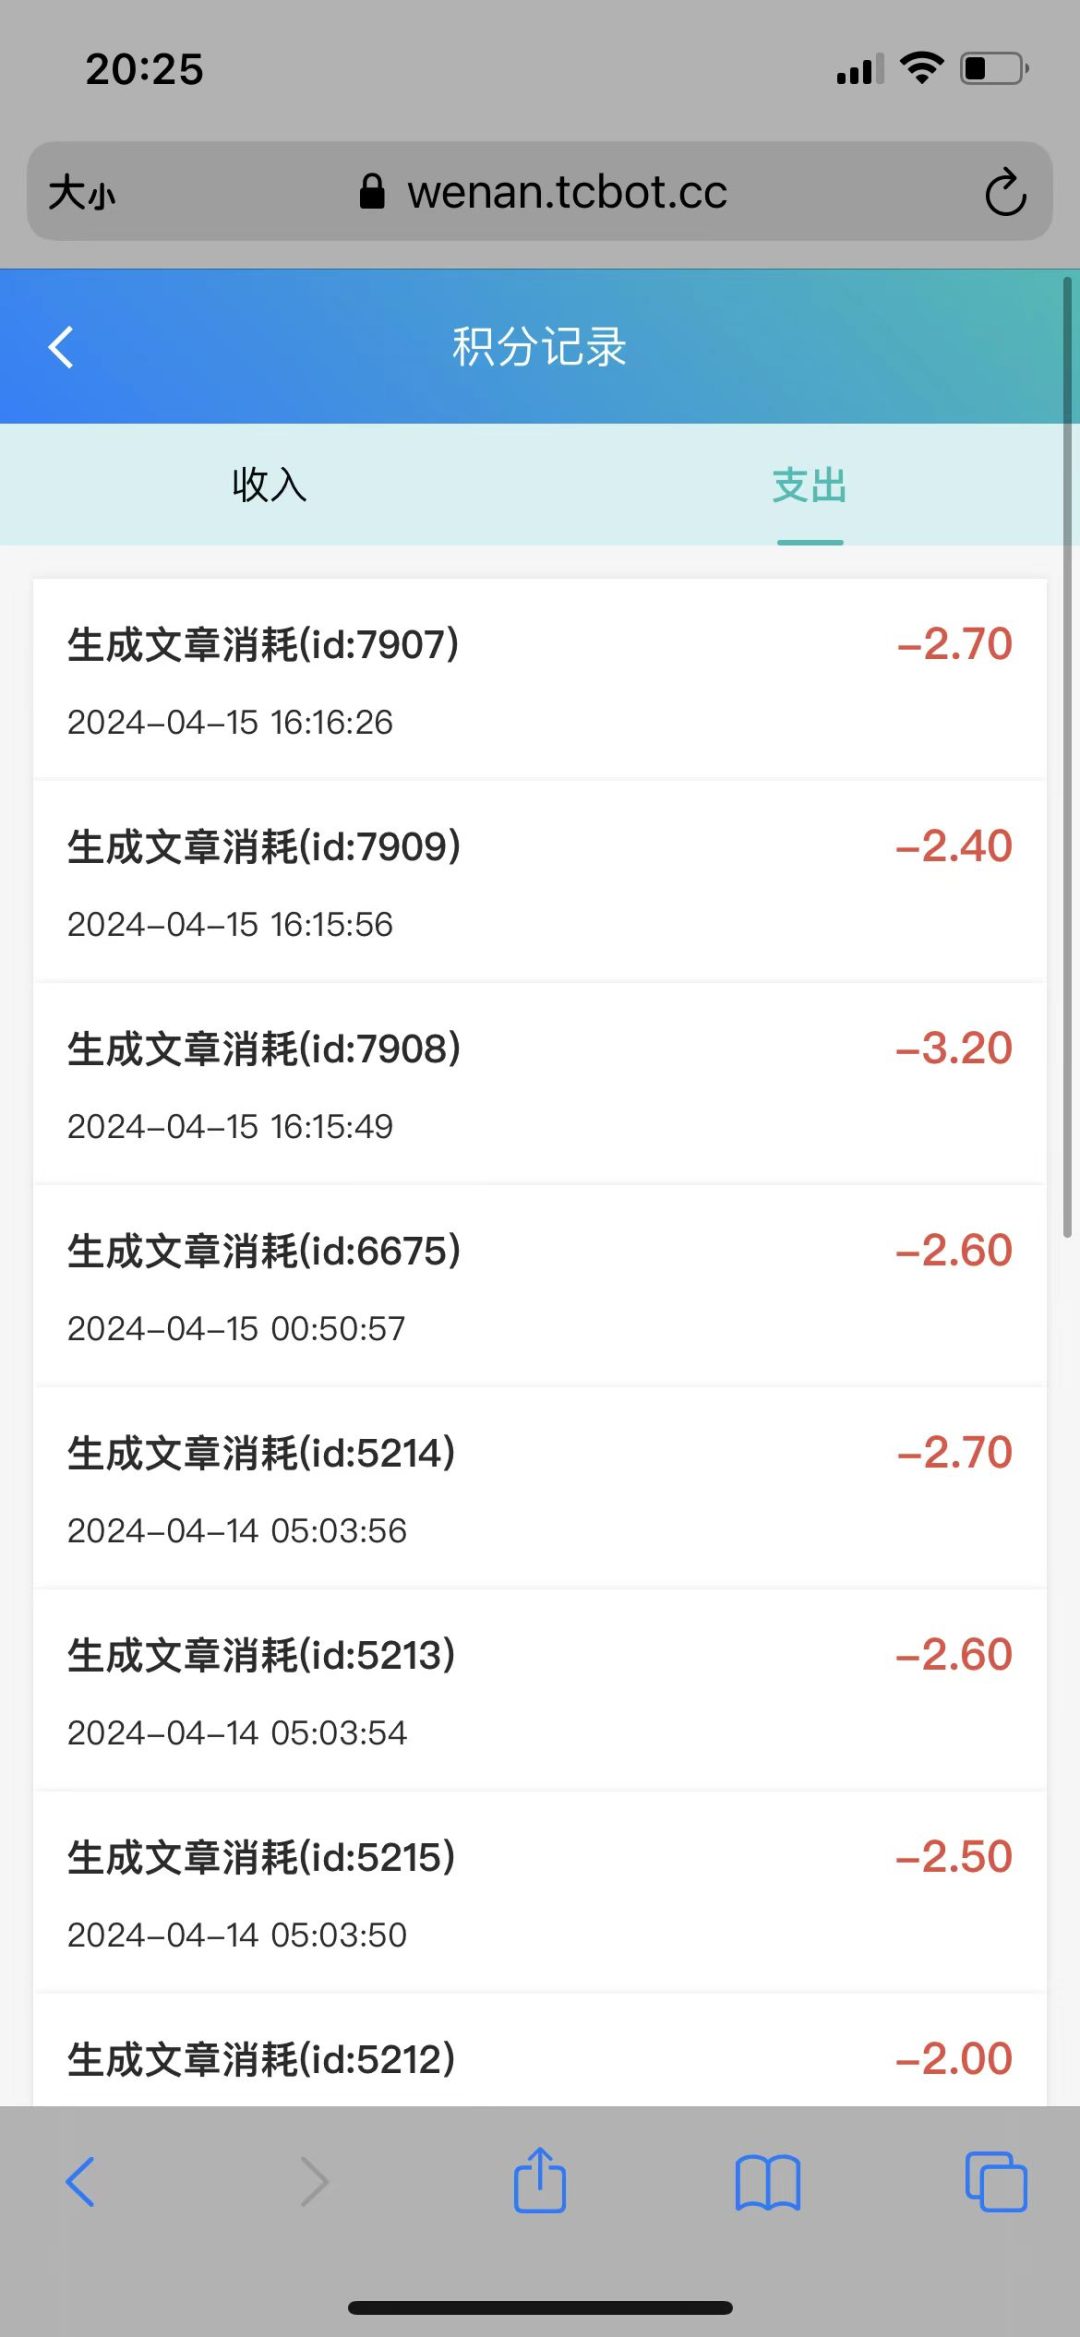 20:25
大小 wenan.tcbot.cc
积分记录
收入 支出
生成文章消耗(id:7907) -2.70
2024-04-15 16:16:26
生成文章消耗(id:7909) -2.40
2024-04-15 16:15:56
生成文章消耗(id:7908) -3.20
2024-04-15 16:15:49
生成文章消耗(id:6675) -2.60
2024-04-15 00:50:57
生成文章消耗(id:5214) -2.70
2024-04-14 05:03:56
生成文章消耗(id:5213) -2.60
2024-04-14 05:03:54
生成文章消耗(id:5215) -2.50
2024-04-14 05:03:50
生成文章消耗(id:5212) -2.00